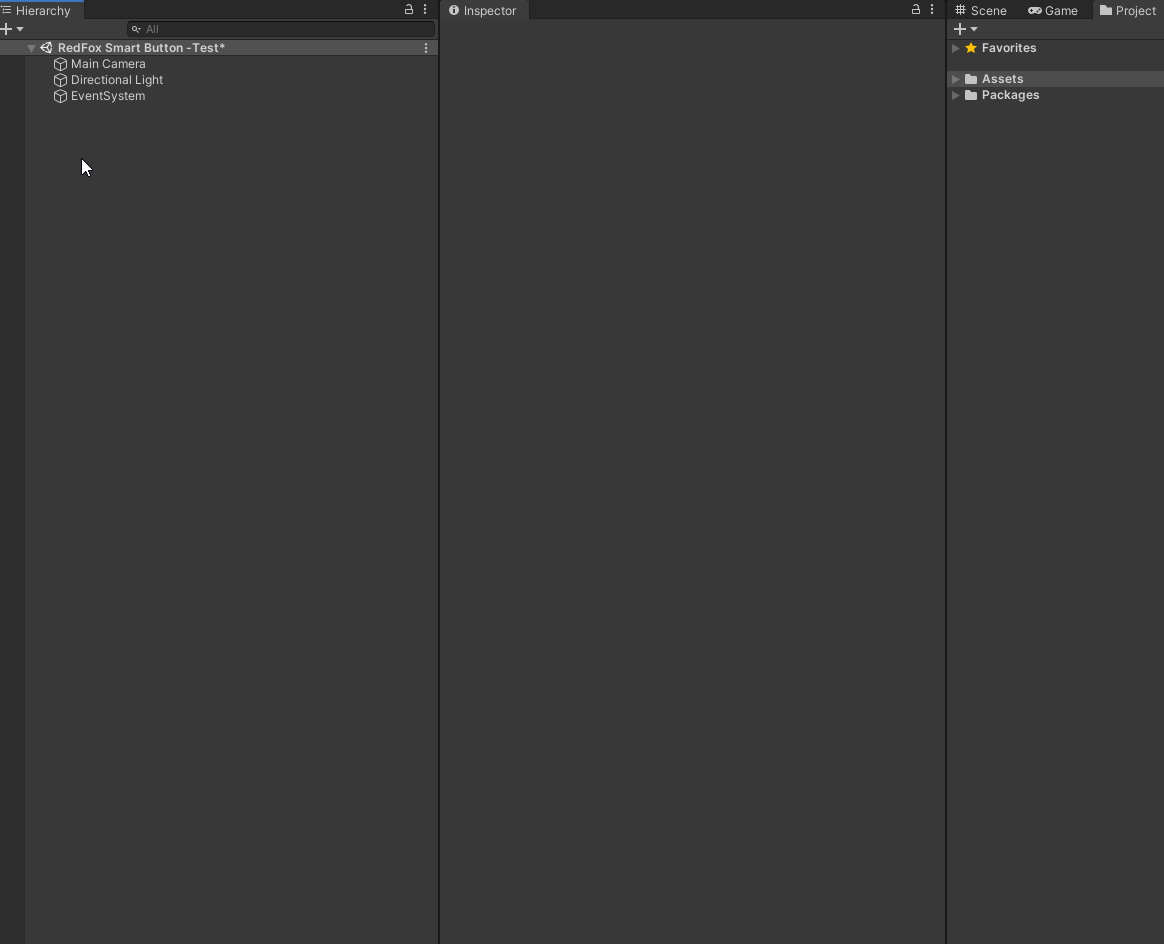 Hierarchy
All
RedFox Smart Button -Test*
Main Camera
Directional Light
EventSystem
Inspector
Scene Game Project
Favorites
Assets
Packages